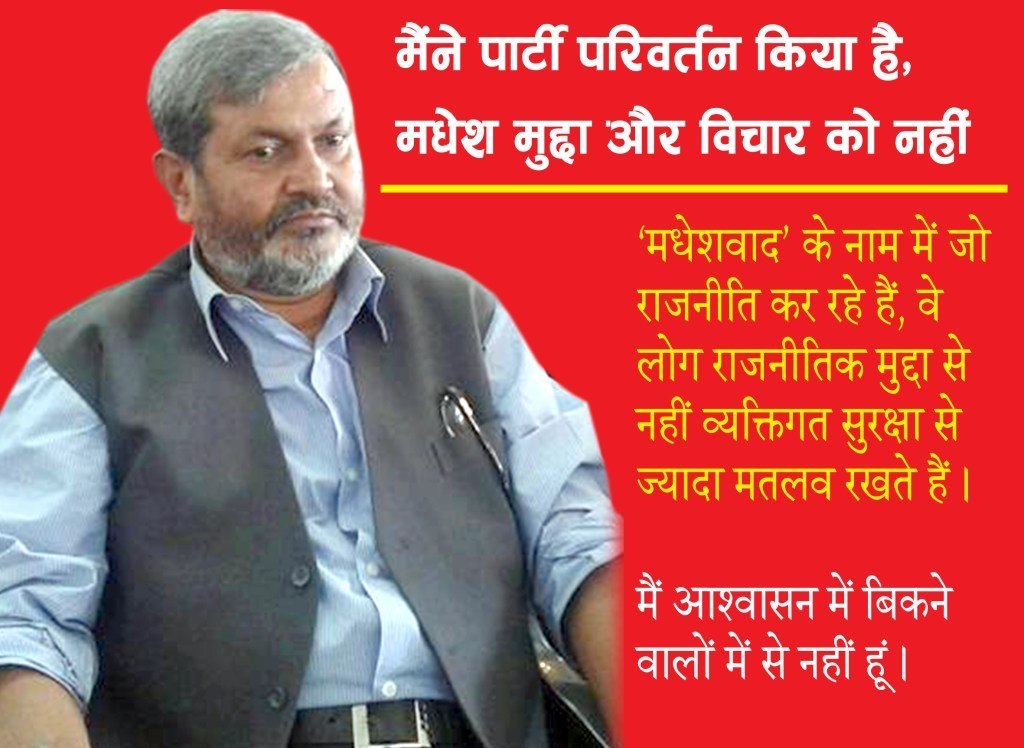 मैंने पार्टी परिवर्तन किया है,
मधेश मुद्दा और विचार को नहीं
‘मधेशवाद’ के नाम में जो
राजनीति कर रहे हैं, वे
लोग राजनीतिक मुद्दा से
नहीं व्यक्तिगत सुरक्षा से
ज्यादा मतलव रखते हैं।
मैं आश्वासन में बिकने
वालों में से नहीं हूं।